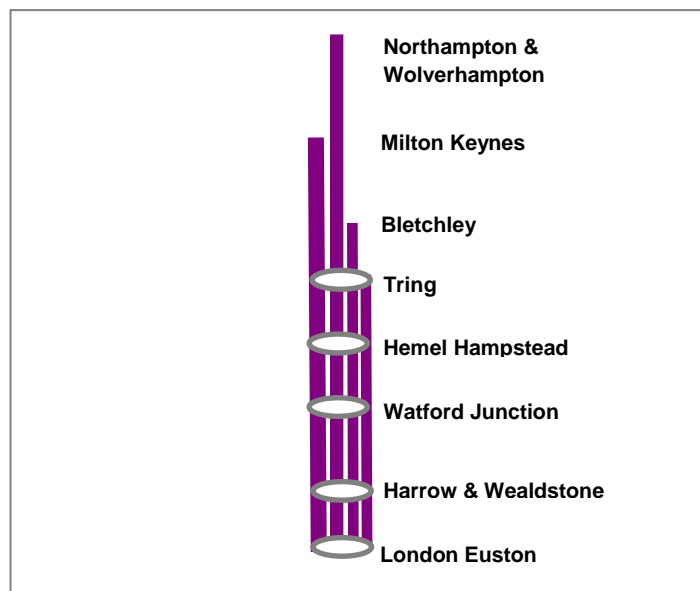 Northampton &
Wolverhampton
Milton Keynes
Bletchley
Tring
Hemel Hampstead
Watford Junction
Harrow & Wealdstone
London Euston